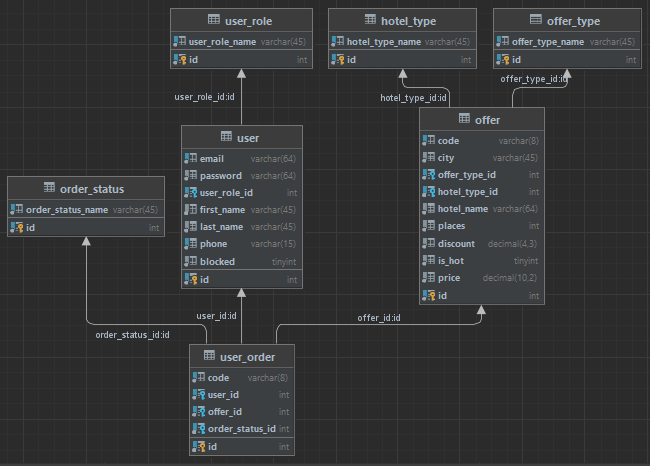 user_role
user_role_name varchar(45)
id int
hotel_type
hotel_type_name varchar(45)
id int
offer_type
offer_type_name varchar(45)
id int
user_role_id:id
hotel_type_id:id
offer_type_id:id
user
email varchar(64)
password varchar(64)
user_role_id int
first_name varchar(45)
last_name varchar(45)
phone varchar(15)
blocked tinyint
id int
offer
code varchar(8)
city varchar(45)
offer_type_id int
hotel_type_id int
hotel_name varchar(64)
places int
discount decimal(4,3)
is_hot tinyint
price decimal(10,2)
id int
order_status
order_status_name varchar(45)
id int
order_status_id:id
user_id:id
offer_id:id
user_order
code varchar(8)
user_id int
offer_id int
order_status_id int
id int